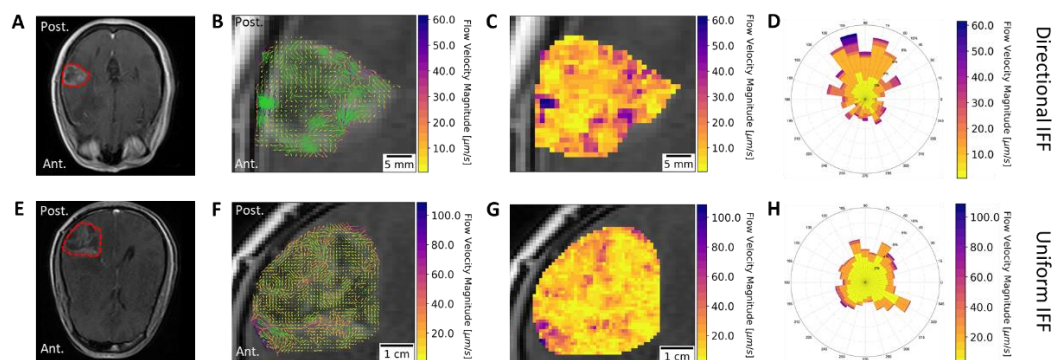 A
Post.
Ant.
B
Post.
Ant.
5 mm
60.0
50.0
40.0
30.0
20.0
10.0
Flow Velocity Magnitude [μm/s]
C
5 mm
60.0
50.0
40.0
30.0
20.0
10.0
Flow Velocity Magnitude [μm/s]
D
60.0
50.0
40.0
30.0
20.0
10.0
Flow Velocity Magnitude [μm/s]
Directional IFF
E
Post.
Ant.
F
Post.
Ant.
1 cm
100.0
80.0
60.0
40.0
20.0
Flow Velocity Magnitude [μm/s]
G
1 cm
100.0
80.0
60.0
40.0
20.0
Flow Velocity Magnitude [μm/s]
H
100.0
80.0
60.0
40.0
20.0
Flow Velocity Magnitude [μm/s]
Uniform IFF